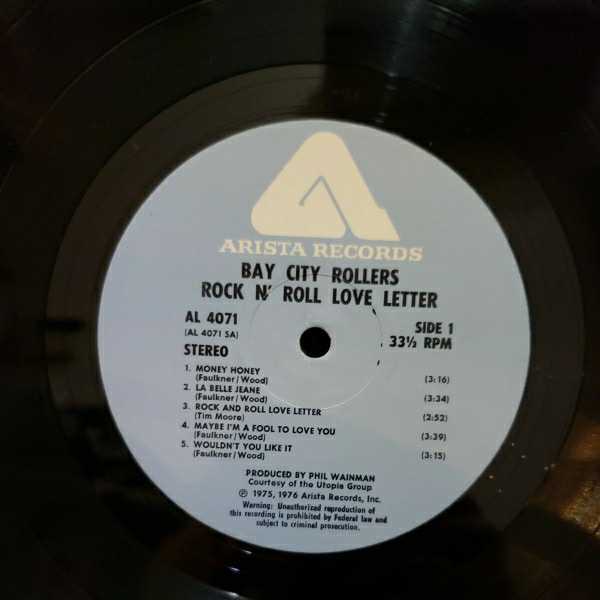 ARISTA RECORDS
BAY CITY ROLLERS
ROCK N' ROLL LOVE LETTER
AL 4071
(AL 4071 SA)
STEREO
SIDE 1
33⅓ RPM
1. MONEY HONEY
(Faulkner/Wood) (3:16)
2. LA BELLE JEANE
(Faulkner/Wood) (3:34)
3. ROCK AND ROLL LOVE LETTER
(Tim Moore) (2:52)
4. MAYBE I'M A FOOL TO LOVE YOU
(Faulkner/Wood) (3:39)
5. WOULDN'T YOU LIKE IT
(Faulkner/Wood) (3:15)
PRODUCED BY PHIL WAINMAN
Courtesy of the Utopia Group
℗ 1975, 1976 Arista Records, Inc.
Warning: Unauthorized reproduction of
this recording is prohibited by Federal law and
subject to criminal prosecution.